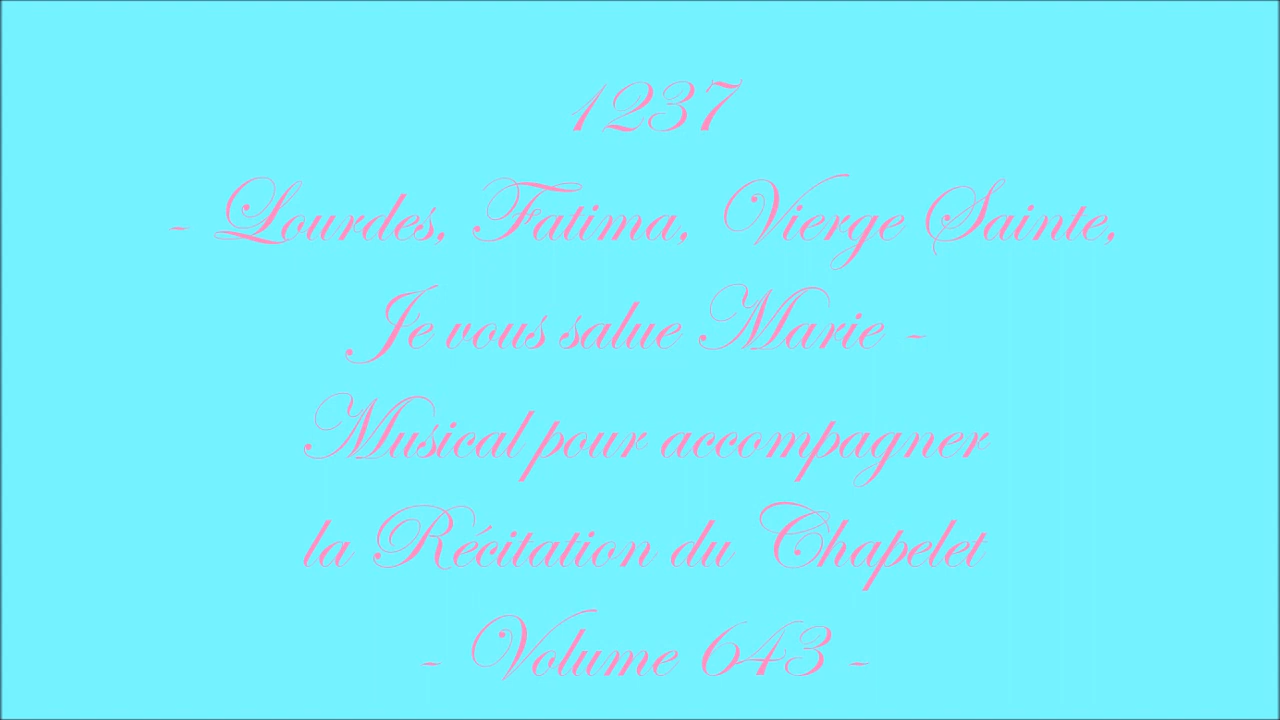 1237
- Lourdes, Fatima, Vierge Sainte,
Je vous salue Marie -
Musical pour accompagner
la Récitation du Chapelet
- Volume 643 -